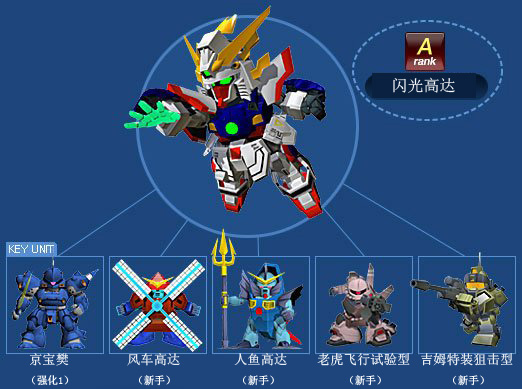 A
rank
闪光高达
KEY UNIT
京宝樊
风车高达
人鱼高达
老虎飞行试验型
吉姆特装狙击型
(强化1)
(新手)
(新手)
(新手)
(新手)